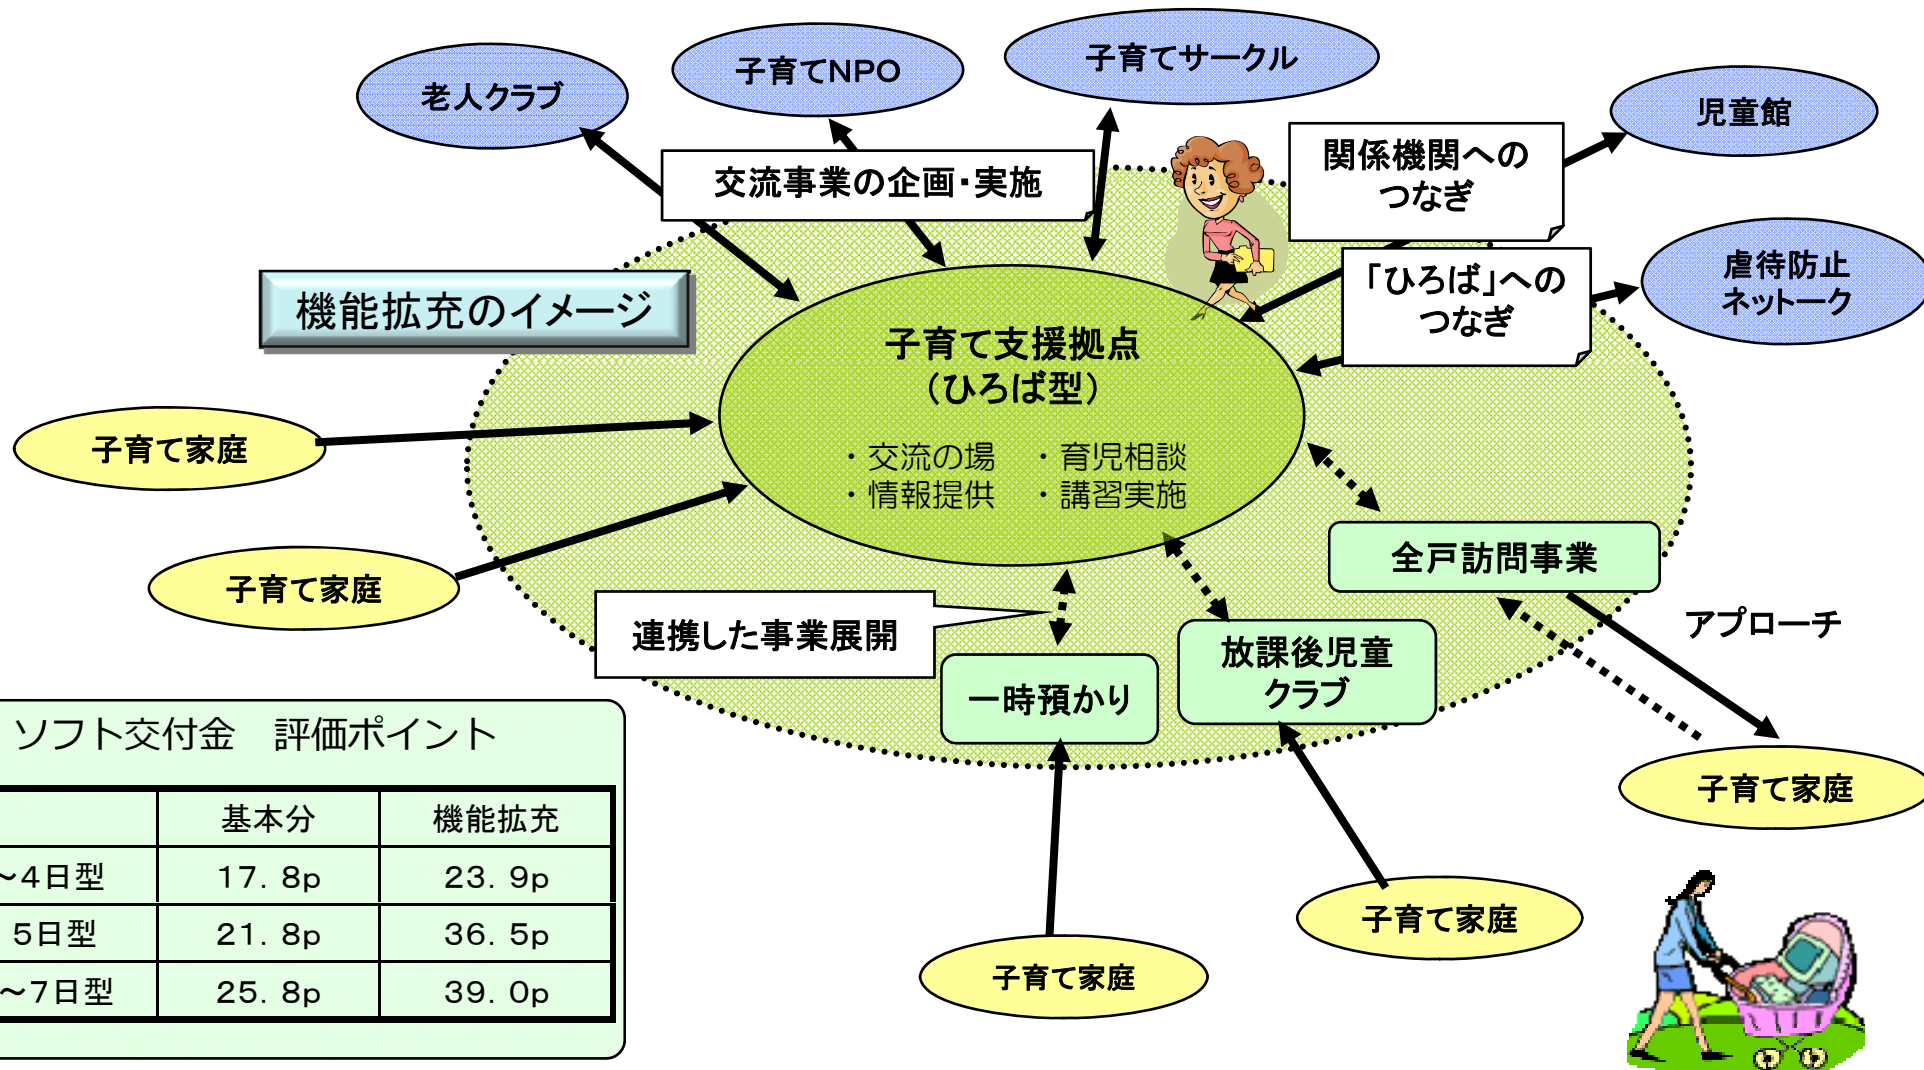 老人クラブ
子育てNPO
子育てサークル
児童館
交流事業の企画・実施
関係機関への
つなぎ
虐待防止
ネットーク
「ひろば」への
つなぎ
機能拡充のイメージ
子育て支援拠点
（ひろば型）
・交流の場　・育児相談
・情報提供　・講習実施
子育て家庭
子育て家庭
全戸訪問事業
アプローチ
連携した事業展開
放課後児童
クラブ
一時預かり
子育て家庭
子育て家庭
子育て家庭
ソフト交付金　評価ポイント
基本分　機能拡充
～4日型　17.8p　23.9p
5日型　21.8p　36.5p
～7日型　25.8p　39.0p